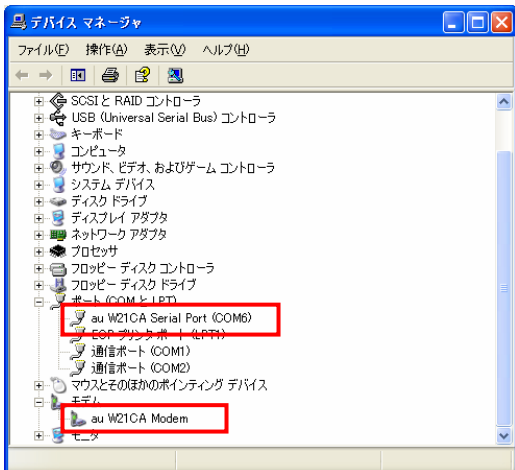 デバイス マネージャ
ファイル(F) 操作(A) 表示(V) ヘルプ(H)
SCSI と RAID コントローラ
USB (Universal Serial Bus) コントローラ
キーボード
コンピュータ
サウンド、ビデオ、およびゲーム コントローラ
システム デバイス
ディスク ドライブ
ディスプレイ アダプタ
ネットワーク アダプタ
プロセッサ
フロッピー ディスク コントローラ
フロッピー ディスク ドライブ
ポート (COM と LPT)
au W21CA Serial Port (COM6)
ECP プリンタ ポート (LPT1)
通信ポート (COM1)
通信ポート (COM2)
マウスとそのほかのポインティング デバイス
モデム
au W21CA Modem
モニタ